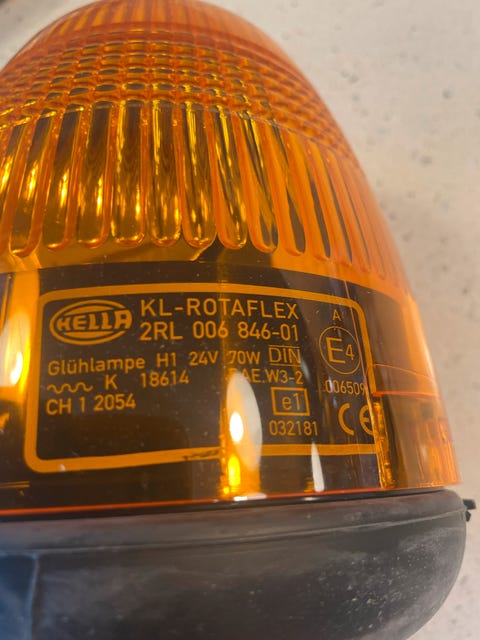 HELLA
KL-ROTAFLEX
2RL 006 846-01
Glühlampe H1 24V 70W DIN
K 18614 BAE.W3-2
CH 1 2054
e1
032181
A
E4
CE